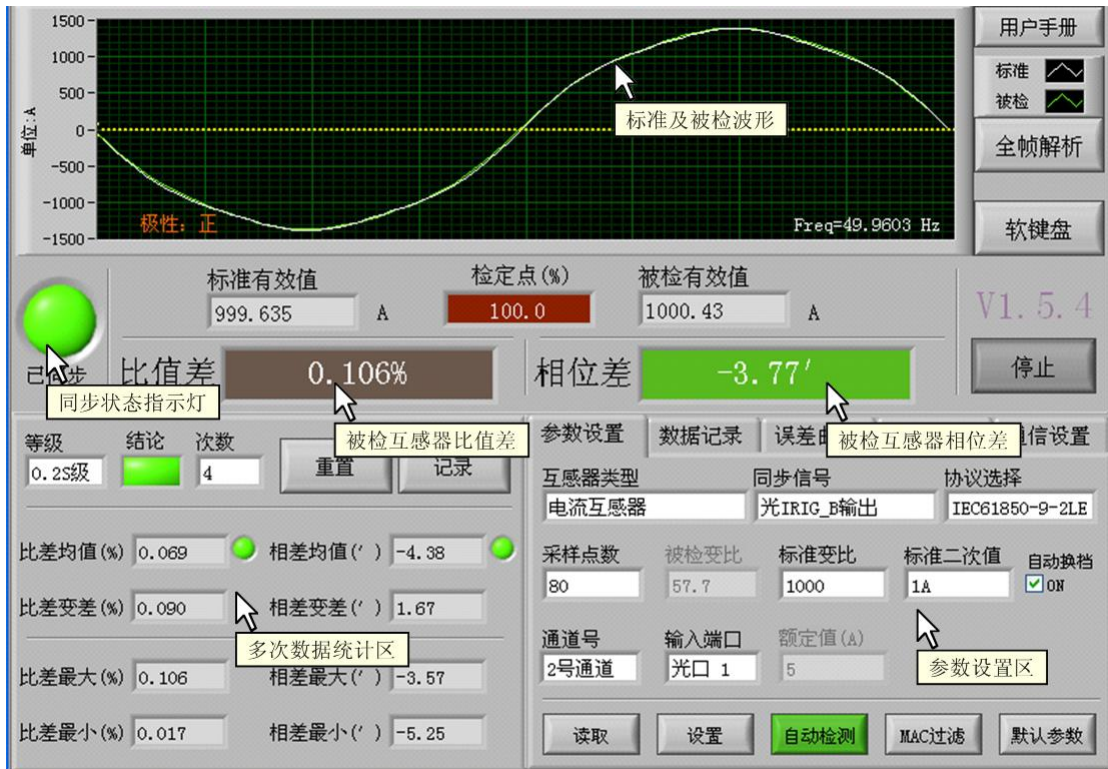 1500
1000
500
0
-500
-1000
-1500
单位:A
标准及被检波形
极性: 正
Freq=49.9603 Hz
用户手册
标准
被检
全帧解析
软键盘
标准有效值
999.635 A
检定点(%)
100.0
被检有效值
1000.43 A
V1.5.4
停止
比值差 0.106%
相位差 -3.77′
同步状态指示灯
被检互感器比值差
被检互感器相位差
等级 结论 次数
0.2S级 4
重置
记录
比差均值(%) 0.069 相差均值(′) -4.38
比差变差(%) 0.090 相差变差(′) 1.67
多次数据统计区
比差最大(%) 0.106 相差最大(′) -3.57
比差最小(%) 0.017 相差最小(′) -5.25
参数设置 数据记录
互感器类型 同步信号 协议选择
电流互感器 光IRIG_B输出 IEC61850-9-2LE
采样点数 被检变比 标准变比 标准二次值 自动换档
80 57.7 1000 1A ON
通道号 输入端口 额定值(A)
2号通道 光口 1 5
参数设置区
读取 设置 自动检测 MAC过滤 默认参数